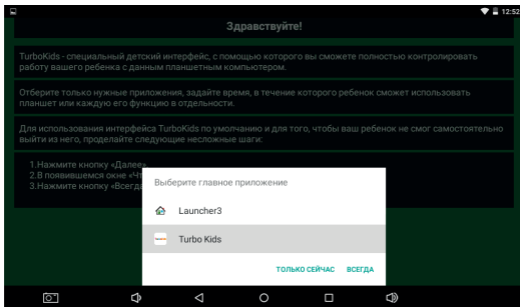 12:52
Здравствуйте!
TurboKids - специальный детский интерфейс, с помощью которого вы сможете полностью контролировать
работу вашего ребенка с данным планшетным компьютером.
Отберите только нужные приложения, задайте время, в течение которого ребенок сможет использовать
планшет или каждую его функцию в отдельности.
Для использования интерфейса TurboKids по умолчанию и для того, чтобы ваш ребенок не смог самостоятельно
выйти из него, проделайте следующие несложные шаги:
1.Нажмите кнопку «Далее».
2.В появившемся окне «Чт
3.Нажмите кнопку «Всегда
Выберите главное приложение
Launcher3
Turbo Kids
ТОЛЬКО СЕЙЧАС ВСЕГДА